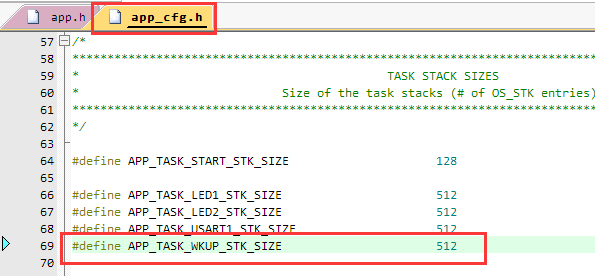 app.h app_cfg.h
57 /*
58 *********************************************************************************
59 * TASK STACK SIZES
60 * Size of the task stacks (# of OS_STK entries)
61 *********************************************************************************
62 */
63
64 #define APP_TASK_START_STK_SIZE 128
65
66 #define APP_TASK_LED1_STK_SIZE 512
67 #define APP_TASK_LED2_STK_SIZE 512
68 #define APP_TASK_USART1_STK_SIZE 512
69 #define APP_TASK_WKUP_STK_SIZE 512
70